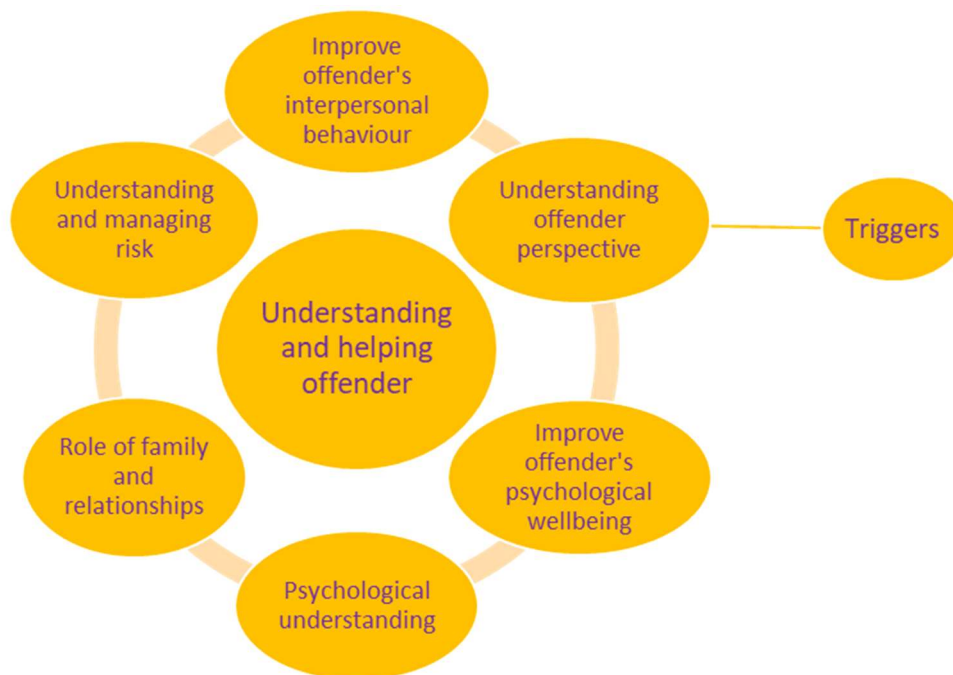 Improve
offender's
interpersonal
behaviour
Understanding
and managing
risk
Understanding
offender
perspective
Triggers
Understanding
and helping
offender
Role of family
and
relationships
Improve
offender's
psychological
wellbeing
Psychological
understanding